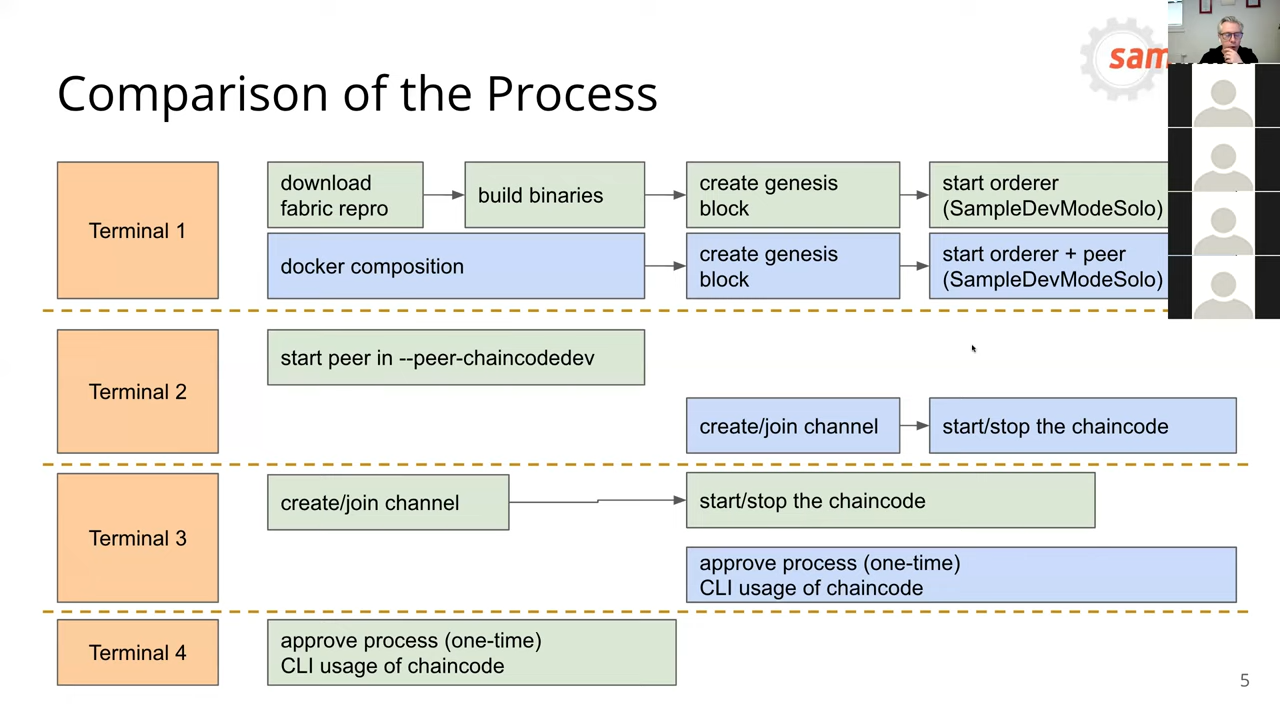 sam
Comparison of the Process
Terminal 1
download
fabric repro
build binaries
create genesis
block
start orderer
(SampleDevModeSolo)
docker composition
create genesis
block
start orderer + peer
(SampleDevModeSolo)
Terminal 2
start peer in --peer-chaincodedev
create/join channel
start/stop the chaincode
Terminal 3
create/join channel
start/stop the chaincode
approve process (one-time)
CLI usage of chaincode
Terminal 4
approve process (one-time)
CLI usage of chaincode
5